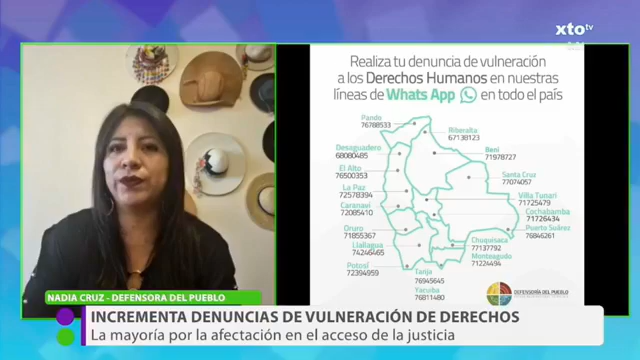 xto tv
Realiza tu denuncia de vulneración
a los Derechos Humanos en nuestras
líneas de Whats App en todo el país
Pando
76788533
Riberalta
67138123
Desaguadero
68080485
Beni
71978727
El Alto
76500353
Santa Cruz
77074057
La Paz
72578394
Villa Tunari
71725479
Caranavi
72085410
Cochabamba
71726434
Oruro
71855367
Puerto Suárez
76846261
Llallagua
74246465
Chuquisaca
77137792
Potosí
72394959
Monteagudo
71224494
Tarija
76945645
Yacuiba
76811480
DEFENSORÍA DEL PUEBLO
NADIA CRUZ - DEFENSORA DEL PUEBLO
INCREMENTA DENUNCIAS DE VULNERACIÓN DE DERECHOS
La mayoría por la afectación en el acceso de la justicia